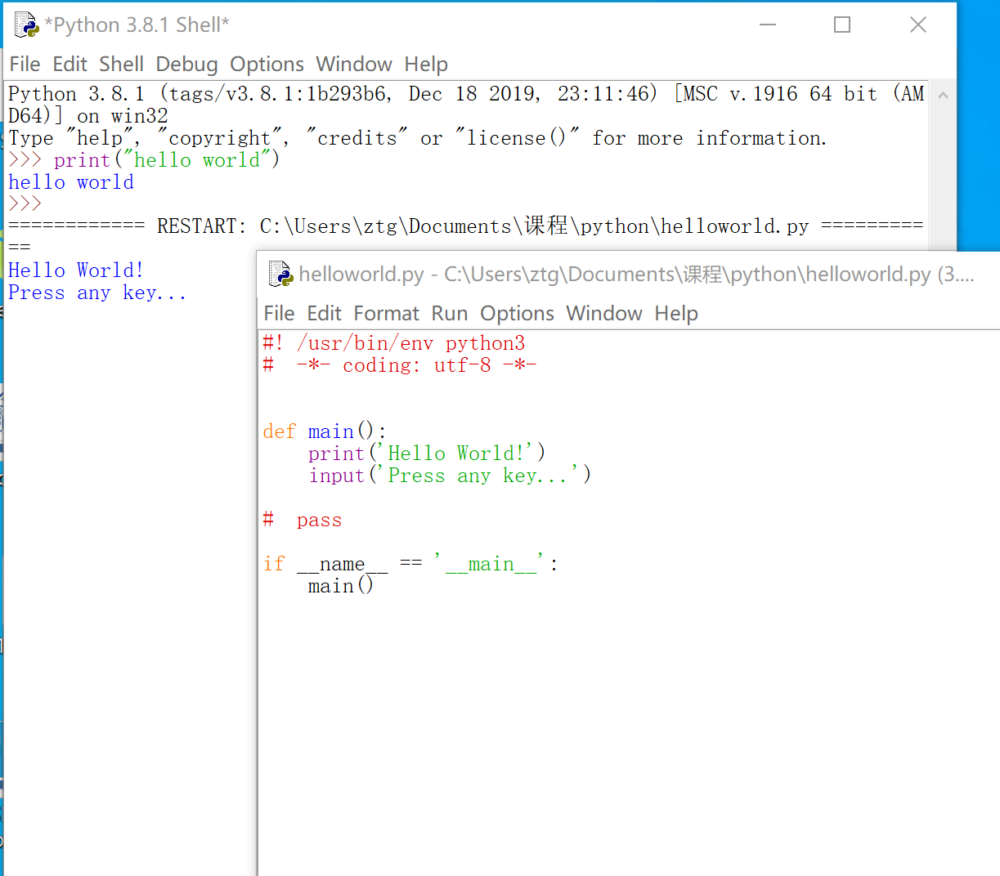 *Python 3.8.1 Shell*
File Edit Shell Debug Options Window Help
Python 3.8.1 (tags/v3.8.1:1b293b6, Dec 18 2019, 23:11:46) [MSC v.1916 64 bit (AM
D64)] on win32
Type "help", "copyright", "credits" or "license()" for more information.
>>> print("hello world")
hello world
>>>
============ RESTART: C:\Users\ztg\Documents\课程\python\helloworld.py =========
==
Hello World!
Press any key...
helloworld.py - C:\Users\ztg\Documents\课程\python\helloworld.py (3....
File Edit Format Run Options Window Help
#! /usr/bin/env python3
#  -*- coding: utf-8 -*-
def main():
    print('Hello World!')
    input('Press any key...')
#  pass
if __name__ == '__main__':
    main()